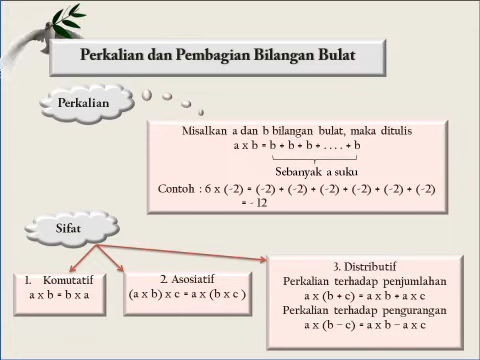 Perkalian dan Pembagian Bilangan Bulat
Perkalian
Misalkan a dan b bilangan bulat, maka ditulis
a x b = b + b + b + . . . . + b
Sebanyak a suku
Contoh : 6 x (-2) = (-2) + (-2) + (-2) + (-2) + (-2) + (-2)
= - 12
Sifat
1. Komutatif
a x b = b x a
2. Asosiatif
(a x b) x c = a x (b x c )
3. Distributif
Perkalian terhadap penjumlahan
a x (b + c) = a x b + a x c
Perkalian terhadap pengurangan
a x (b – c) = a x b – a x c